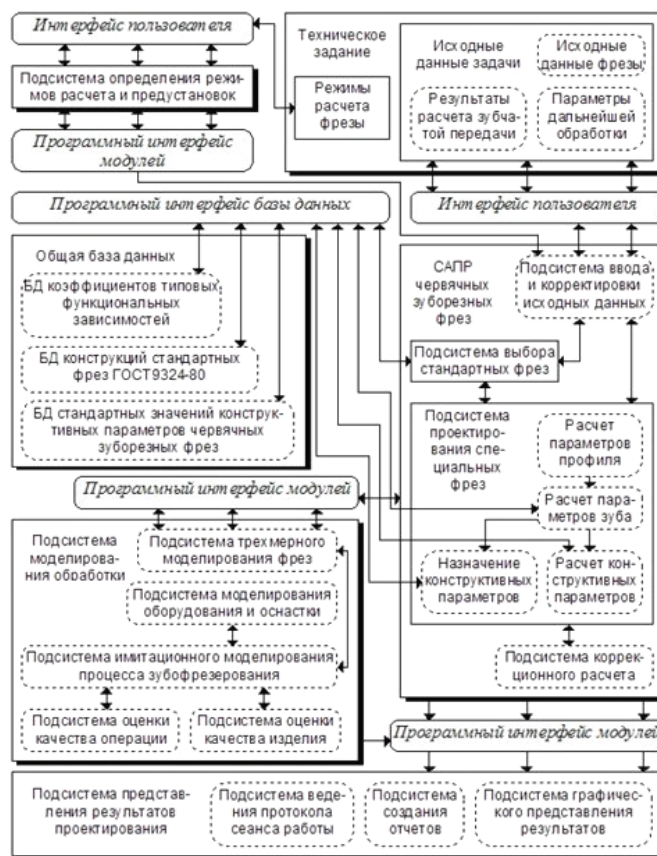 Интерфейс пользователя
Подсистема определения режи-
мов расчета и предустановок
Программный интерфейс
модулей
Техническое
задание
Режимы
расчета
фрезы
Исходные
данные задачи
Исходные
данные фрезы
Результаты
расчета зубча-
той передачи
Параметры
дальнейшей
обработки
Программный интерфейс базы данных
Интерфейс пользователя
Общая база данных
БД коэффициентов типовых
функциональных
зависимостей
БД конструкций стандартных
фрез ГОСТ9324-80
БД стандартных значений конструк-
тивных параметров червячных
зуборезных фрез
САПР
червячных
зуборезных
фрез
Подсистема ввода
и корректировки
исходных данных
Подсистема выбора
стандартных фрез
Подсистема
проектиро-
вания спе-
циальных
фрез
Расчет
параметров
профиля
Расчет пара-
метров зуба
Назначение
конструктивных
параметров
Расчет кон-
структивных
параметров
Подсистема коррек-
ционного расчета
Программный интерфейс модулей
Подсистема
моделирова-
ния обработки
Подсистема трехмерного
моделирования фрез
Подсистема моделирования
оборудования и оснастки
Подсистема имитационного моделирования
процесса зубофрезерования
Подсистема оценки
качества операции
Подсистема оценки
качества изделия
Программный интерфейс модулей
Подсистема представ-
ления результатов
проектирования
Подсистема веде-
ния протокола
сеанса работы
Подсистема
создания
отчетов
Подсистема графичес-
кого представления
результатов